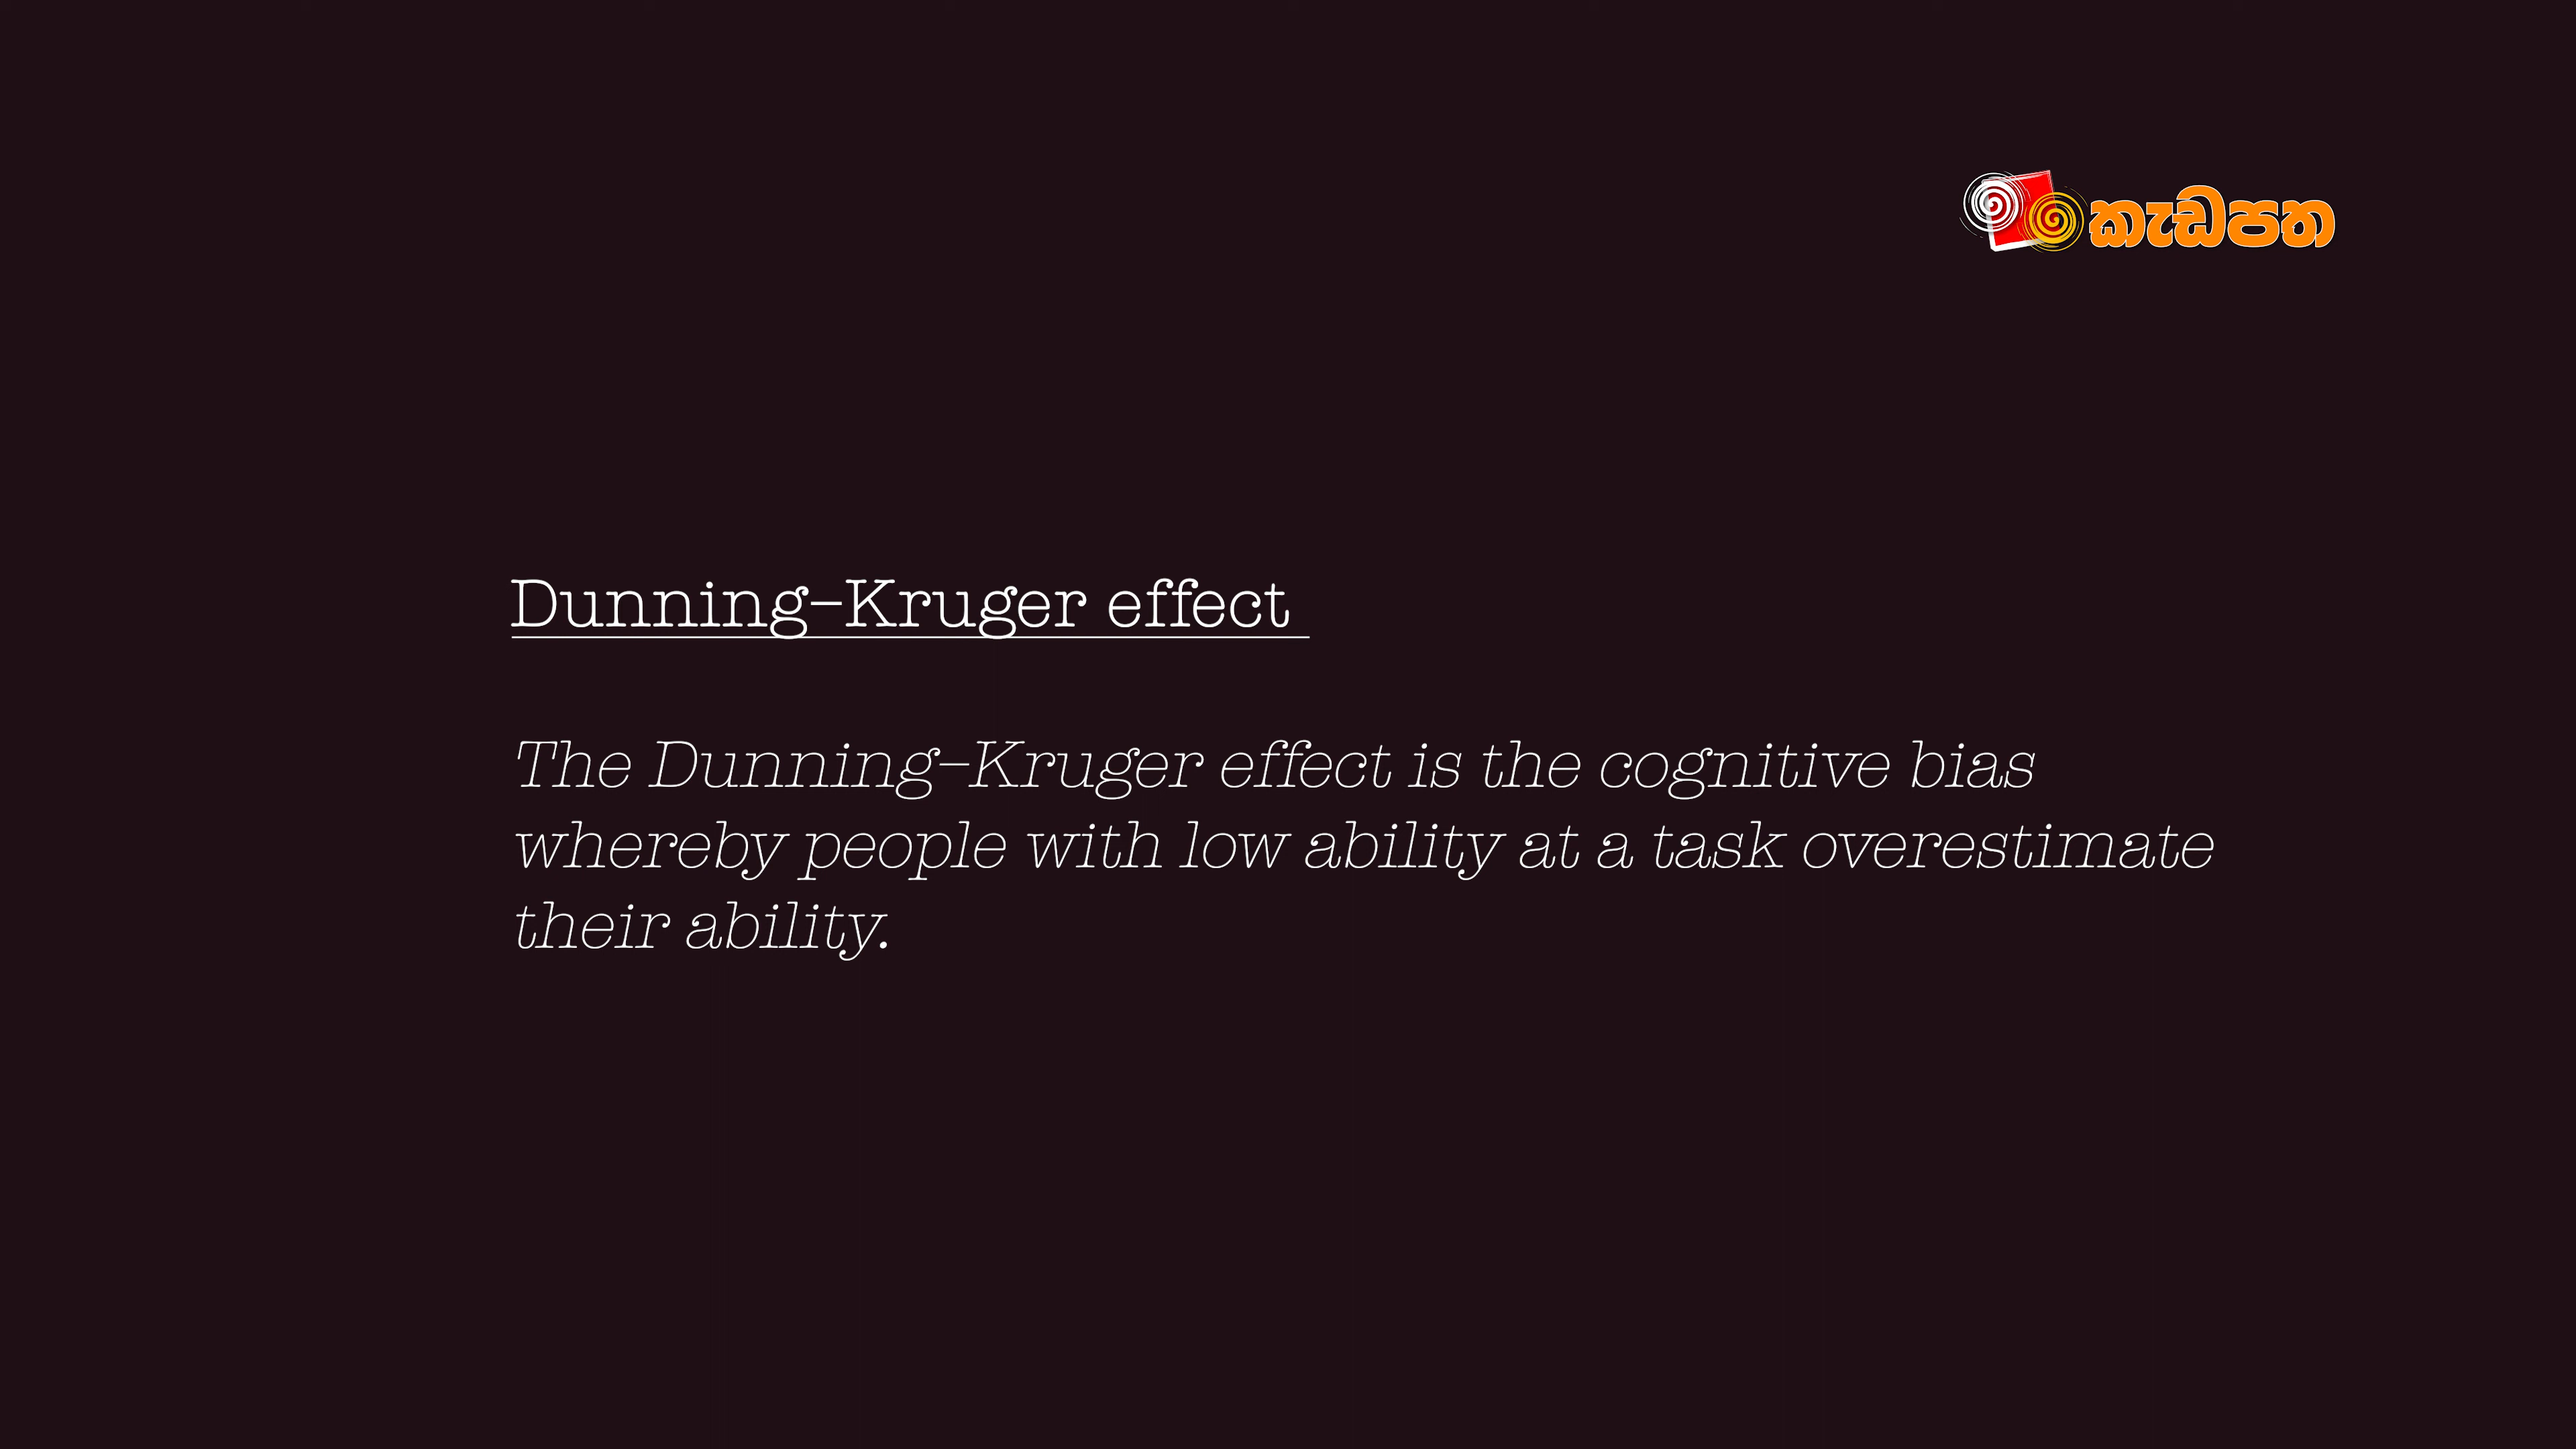 කැඩපත
Dunning–Kruger effect
The Dunning–Kruger effect is the cognitive bias
whereby people with low ability at a task overestimate
their ability.